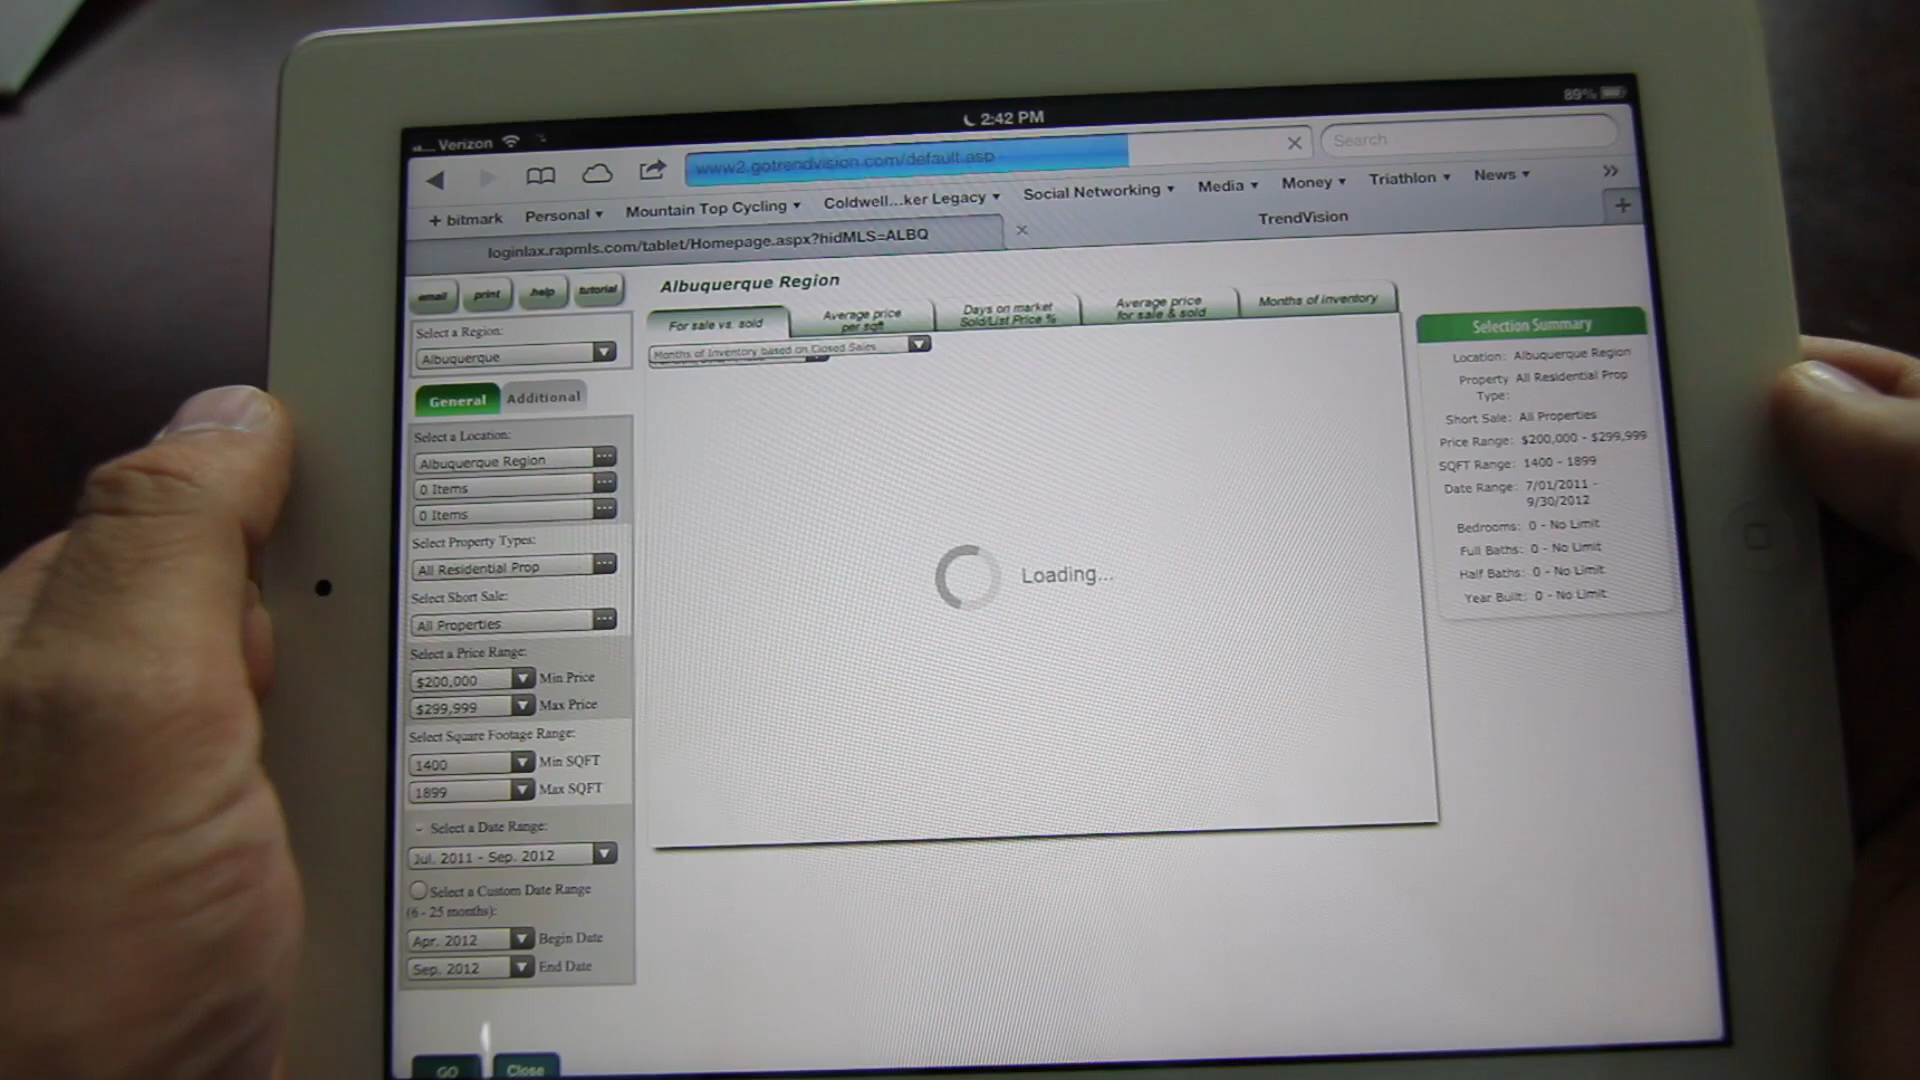 Verizon
2:42 PM
89%
www2.gotrendvision.com/default.asp
Search
+ bitmark
Personal
Mountain Top Cycling
Coldwell...ker Legacy
Social Networking
Media
Money
Triathlon
News
loginlax.rapmls.com/tablet/Homepage.aspx?hidMLS=ALBQ
TrendVision
email
print
help
tutorial
Select a Region:
Albuquerque
General
Additional
Select a Location:
Albuquerque Region
0 Items
0 Items
Select Property Types:
All Residential Prop
Select Short Sale:
All Properties
Select a Price Range:
$200,000 Min Price
$299,999 Max Price
Select Square Footage Range:
1400 Min SQFT
1899 Max SQFT
Select a Date Range:
Jul. 2011 - Sep. 2012
Select a Custom Date Range
(6 - 25 months):
Apr. 2012 Begin Date
Sep. 2012 End Date
GO
Close
Albuquerque Region
For sale vs. sold
Average price
per sqft
Days on market
Sold/List Price %
Average price
for sale & sold
Months of inventory
Months of Inventory based on Closed Sales
Loading...
Selection Summary
Location: Albuquerque Region
Property All Residential Prop
Type:
Short Sale: All Properties
Price Range: $200,000 - $299,999
SQFT Range: 1400 - 1899
Date Range: 7/01/2011 -
9/30/2012
Bedrooms: 0 - No Limit
Full Baths: 0 - No Limit
Half Baths: 0 - No Limit
Year Built: 0 - No Limit